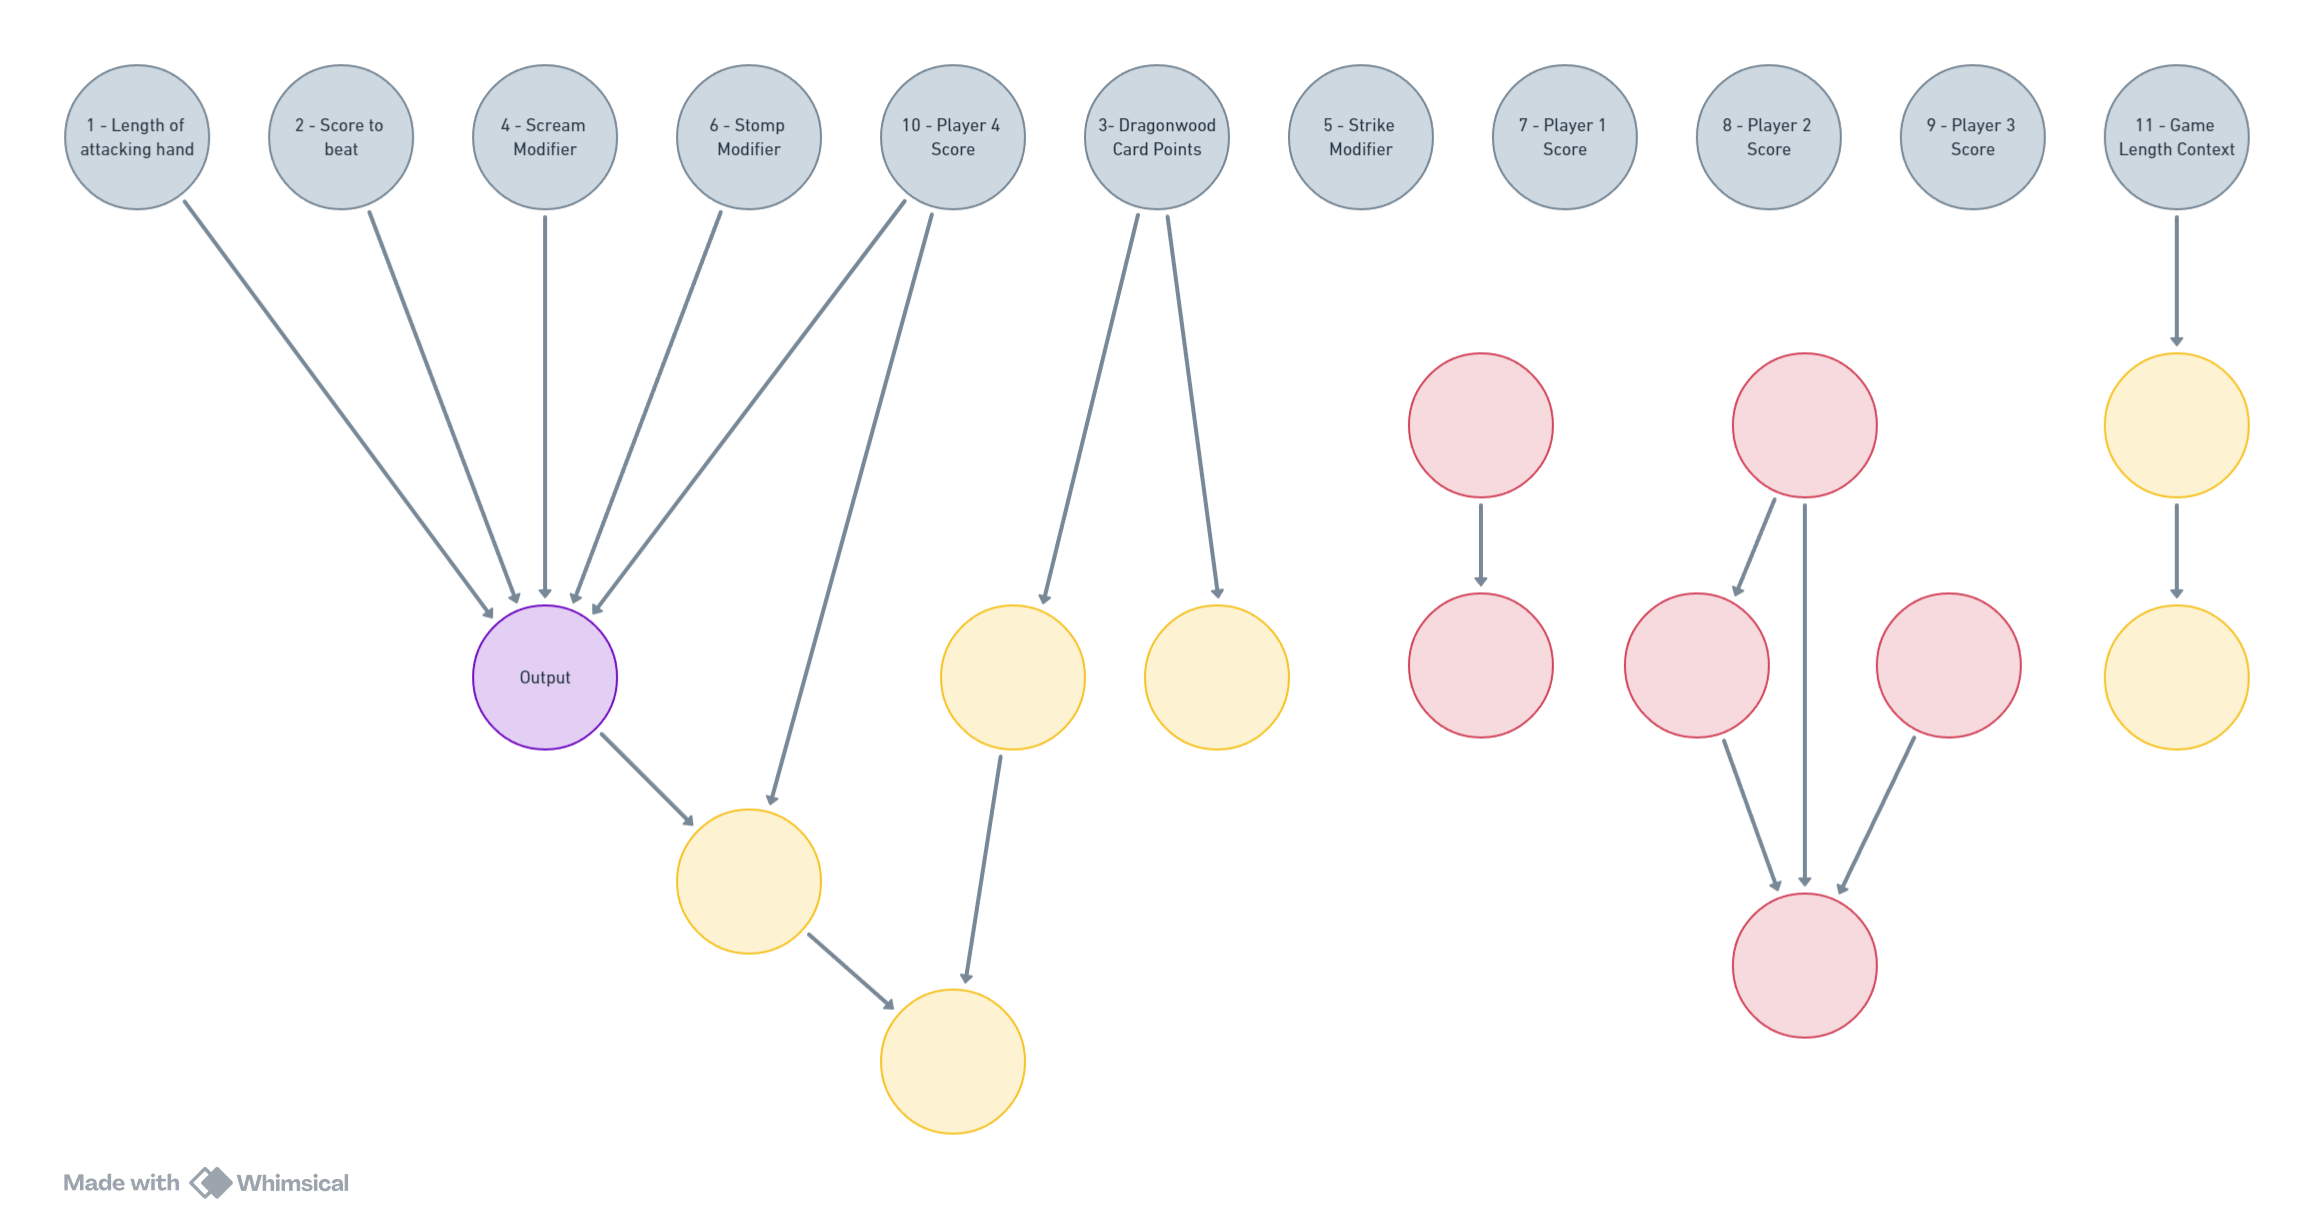 1 - Length of
attacking hand
2 - Score to
beat
4 - Scream
Modifier
6 - Stomp
Modifier
10 - Player 4
Score
3- Dragonwood
Card Points
5 - Strike
Modifier
7 - Player 1
Score
8 - Player 2
Score
9 - Player 3
Score
11 - Game
Length Context
Output
Made with Whimsical